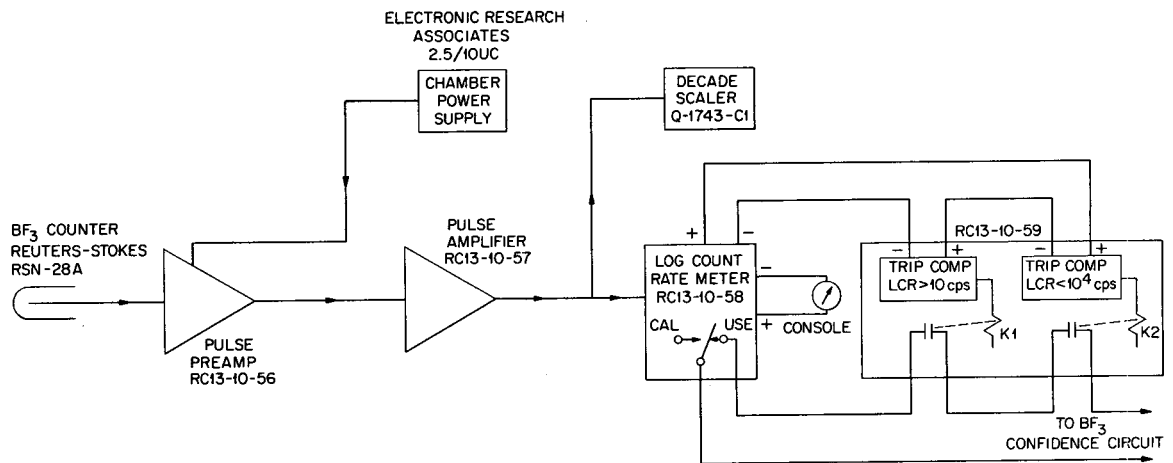 ELECTRONIC RESEARCH
ASSOCIATES
2.5/10UC
CHAMBER
POWER
SUPPLY
DECADE
SCALER
Q-1743-C1
BF₃ COUNTER
REUTERS-STOKES
RSN-28A
PULSE
PREAMP
RC13-10-56
PULSE
AMPLIFIER
RC13-10-57
+ -
LOG COUNT
RATE METER
RC13-10-58
CAL USE
-
+
CONSOLE
RC13-10-59
- +
TRIP COMP
LCR>10 cps
K1
- +
TRIP COMP
LCR<10⁴ cps
K2
TO BF₃
CONFIDENCE CIRCUIT